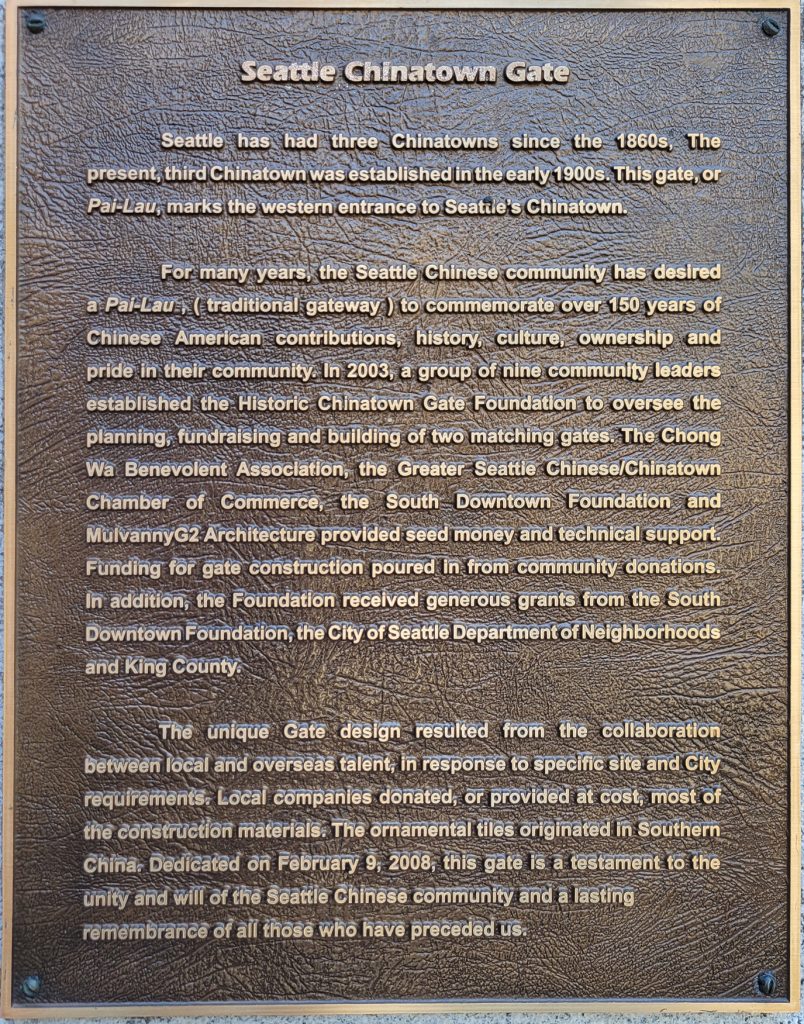 Seattle Chinatown Gate
Seattle has had three Chinatowns since the 1860s, The
present, third Chinatown was established in the early 1900s. This gate, or
Pai-Lau, marks the western entrance to Seattle's Chinatown.
For many years, the Seattle Chinese community has desired
a Pai-Lau , ( traditional gateway ) to commemorate over 150 years of
Chinese American contributions, history, culture, ownership and
pride in their community. In 2003, a group of nine community leaders
established the Historic Chinatown Gate Foundation to oversee the
planning, fundraising and building of two matching gates. The Chong
Wa Benevolent Association, the Greater Seattle Chinese/Chinatown
Chamber of Commerce, the South Downtown Foundation and
MulvannyG2 Architecture provided seed money and technical support.
Funding for gate construction poured in from community donations.
In addition, the Foundation received generous grants from the South
Downtown Foundation, the City of Seattle Department of Neighborhoods
and King County.
The unique Gate design resulted from the collaboration
between local and overseas talent, in response to specific site and City
requirements. Local companies donated, or provided at cost, most of
the construction materials. The ornamental tiles originated in Southern
China. Dedicated on February 9, 2008, this gate is a testament to the
unity and will of the Seattle Chinese community and a lasting
remembrance of all those who have preceded us.